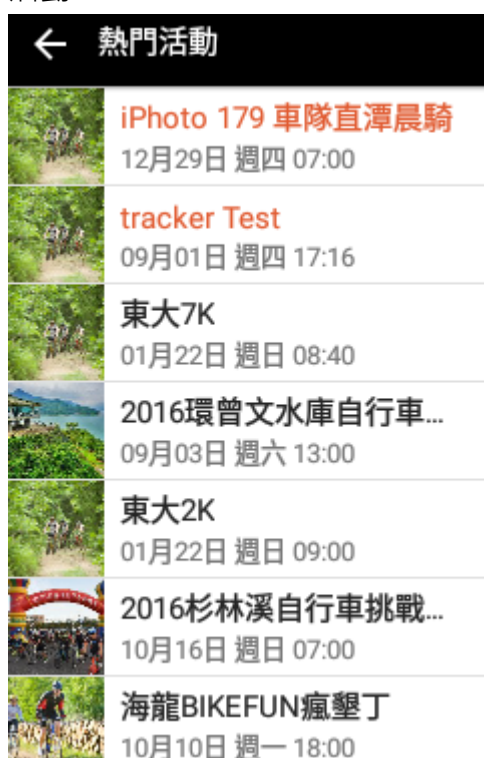 熱門活動
iPhoto 179 車隊直潭晨騎
12月29日 週四 07:00
tracker Test
09月01日 週四 17:16
東大7K
01月22日 週日 08:40
2016環曾文水庫自行車...
09月03日 週六 13:00
東大2K
01月22日 週日 09:00
2016杉林溪自行車挑戰...
10月16日 週日 07:00
海龍BIKEFUN瘋墾丁
10月10日 週一 18:00